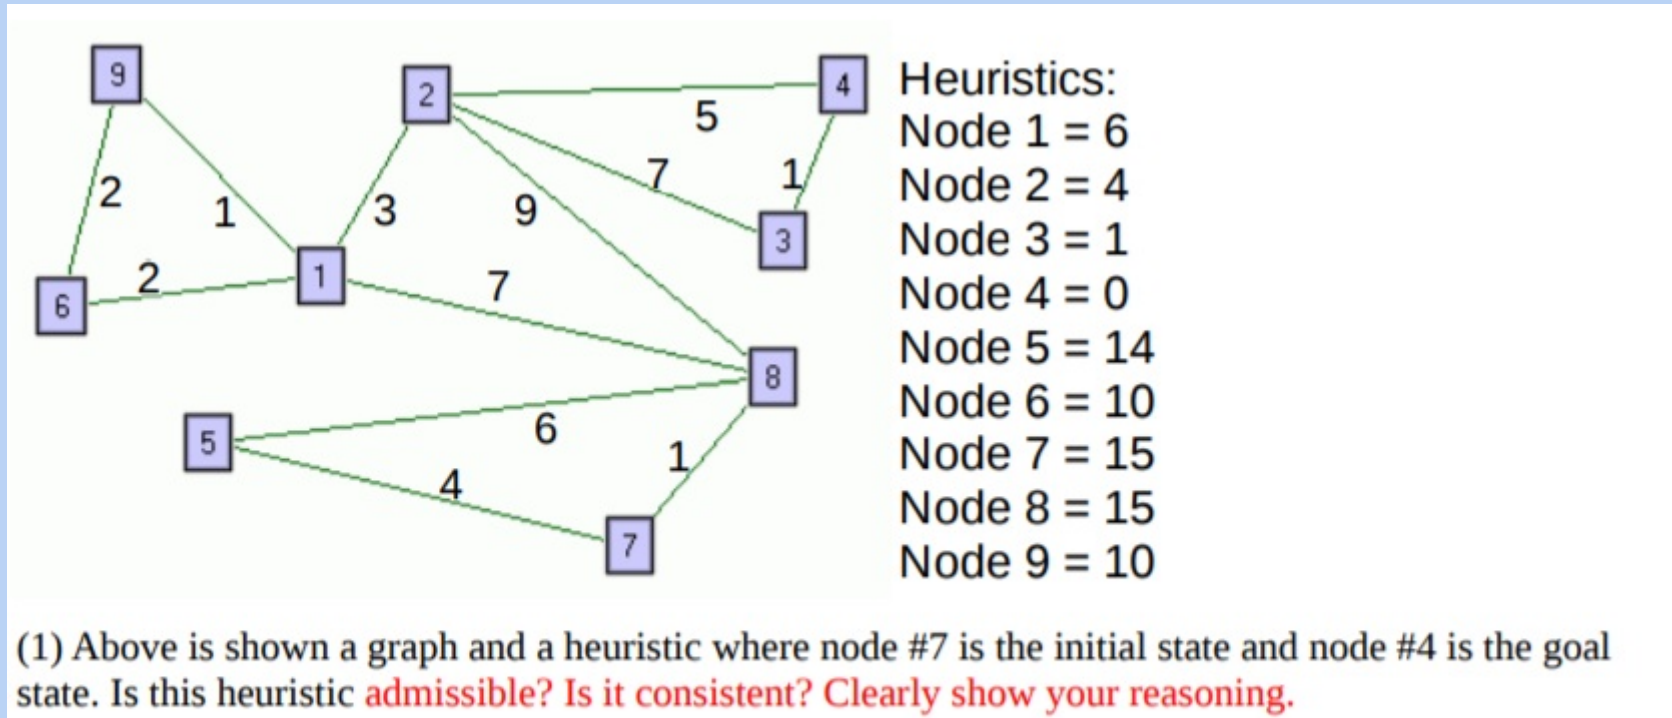 9
2
4
5
7
1
2
1
3
9
3
2
1
7
6
8
6
5
1
4
7
Heuristics:
Node 1 = 6
Node 2 = 4
Node 3 = 1
Node 4 = 0
Node 5 = 14
Node 6 = 10
Node 7 = 15
Node 8 = 15
Node 9 = 10
(1) Above is shown a graph and a heuristic where node #7 is the initial state and node #4 is the goal
state. Is this heuristic admissible? Is it consistent? Clearly show your reasoning.